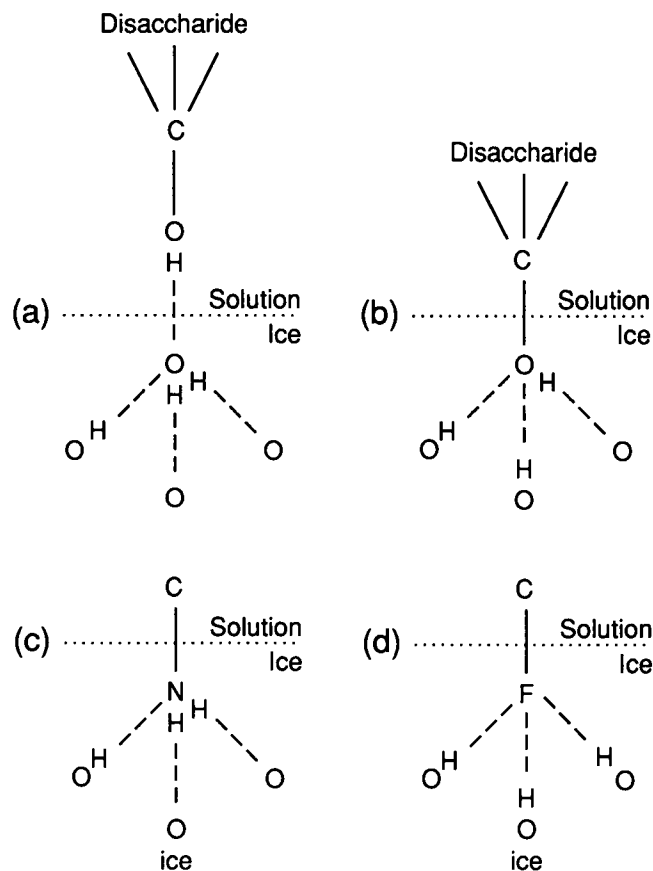 Disaccharide
C
O
H
(a) Solution
Ice
O
H H
H
O O
O
Disaccharide
C
(b) Solution
Ice
O
H
H
O O
H
O
C
(c) Solution
Ice
N
H H
H
O O
O
ice
C
(d) Solution
Ice
F
H H
O O
H
O
ice